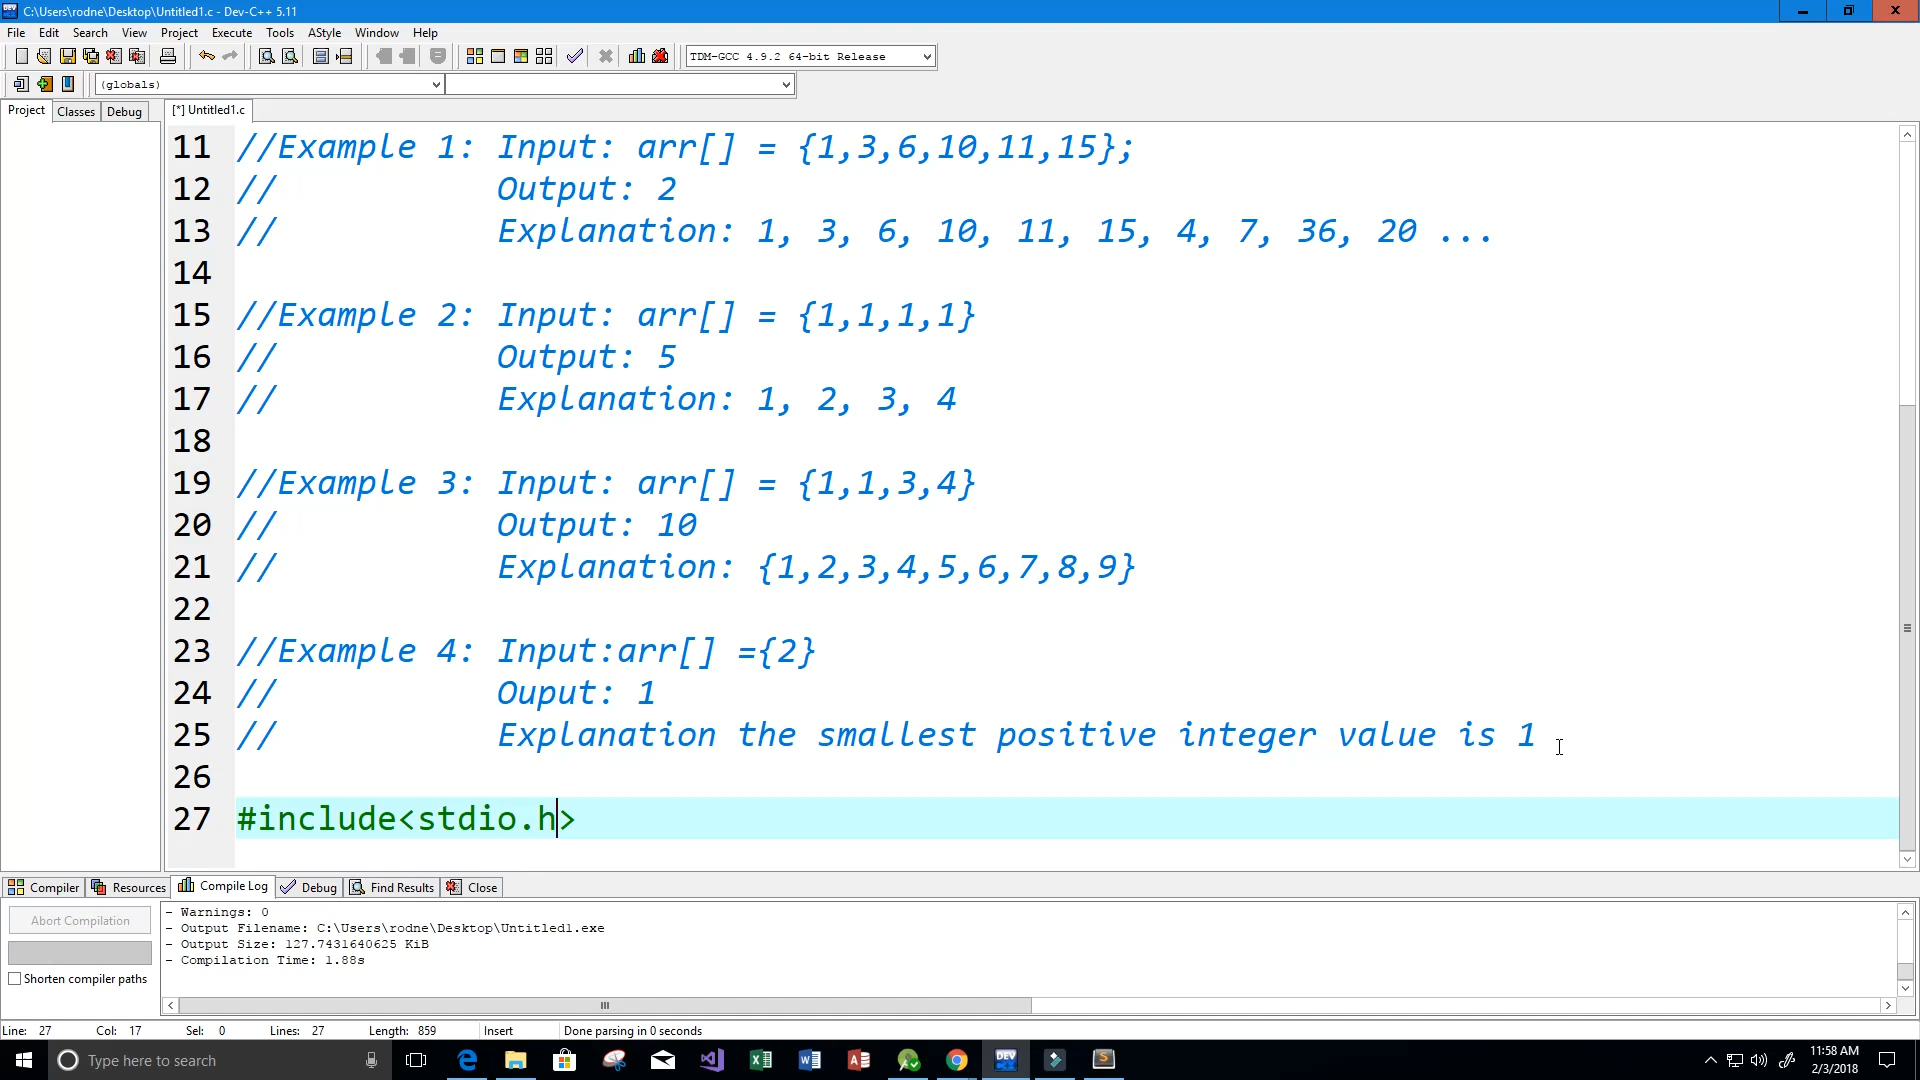 C:\Users\rodne\Desktop\Untitled1.c - Dev-C++ 5.11
File Edit Search View Project Execute Tools AStyle Window Help
TDM-GCC 4.9.2 64-bit Release
(globals)
Project Classes Debug [*] Untitled1.c
11 //Example 1: Input: arr[] = {1,3,6,10,11,15};
12 // Output: 2
13 // Explanation: 1, 3, 6, 10, 11, 15, 4, 7, 36, 20 ...
14
15 //Example 2: Input: arr[] = {1,1,1,1}
16 // Output: 5
17 // Explanation: 1, 2, 3, 4
18
19 //Example 3: Input: arr[] = {1,1,3,4}
20 // Output: 10
21 // Explanation: {1,2,3,4,5,6,7,8,9}
22
23 //Example 4: Input:arr[] ={2}
24 // Ouput: 1
25 // Explanation the smallest positive integer value is 1
26
27 #include<stdio.h>
Compiler Resources Compile Log Debug Find Results Close
Abort Compilation
Shorten compiler paths
- Warnings: 0
- Output Filename: C:\Users\rodne\Desktop\Untitled1.exe
- Output Size: 127.7431640625 KiB
- Compilation Time: 1.88s
Line: 27 Col: 17 Sel: 0 Lines: 27 Length: 859 Insert Done parsing in 0 seconds
Type here to search
DEV
11:58 AM
2/3/2018